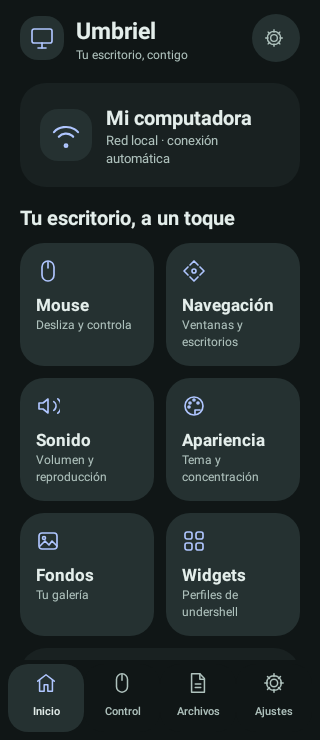 Umbriel
Tu escritorio, contigo
Mi computadora
Red local · conexión
automática
Tu escritorio, a un toque
Mouse
Desliza y controla
Navegación
Ventanas y
escritorios
Sonido
Volumen y
reproducción
Apariencia
Tema y
concentración
Fondos
Tu galería
Widgets
Perfiles de
undershell
Inicio
Control
Archivos
Ajustes